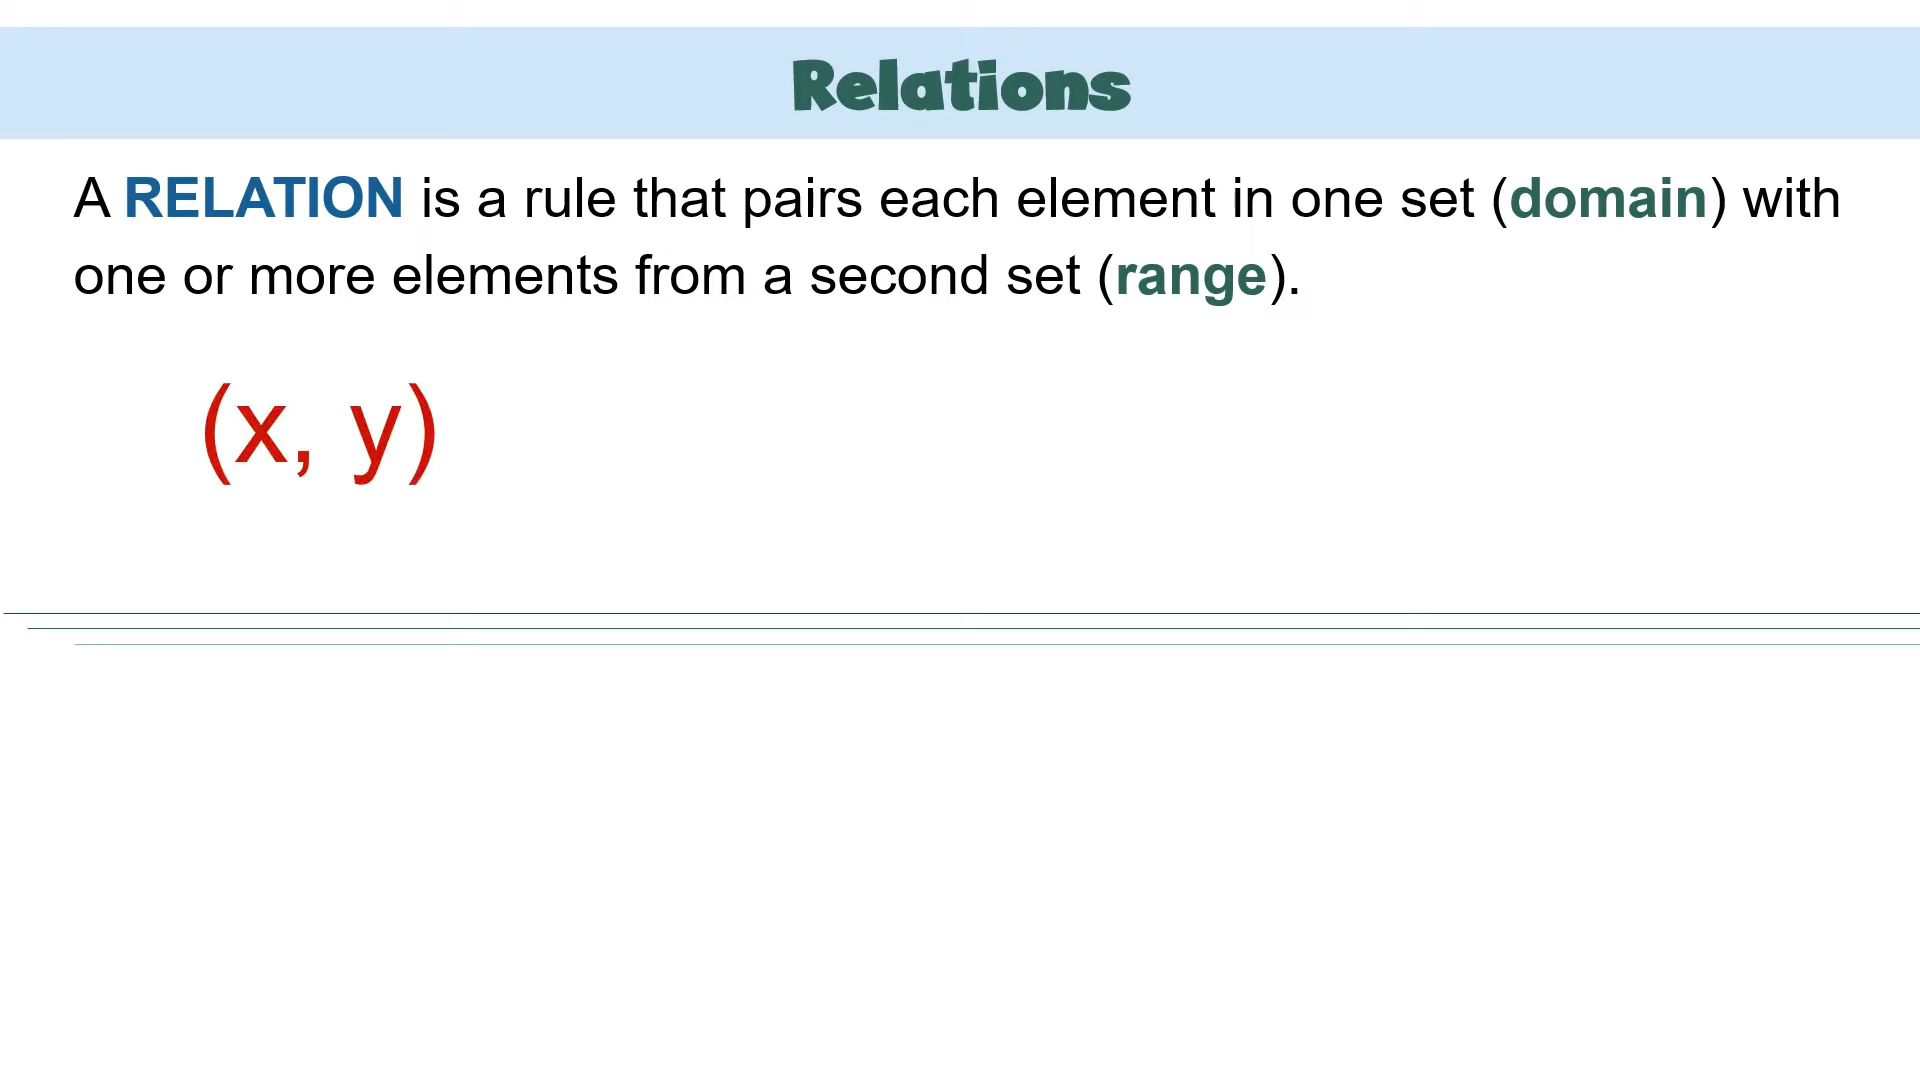 Relations
A RELATION is a rule that pairs each element in one set (domain) with
one or more elements from a second set (range).
(x, y)